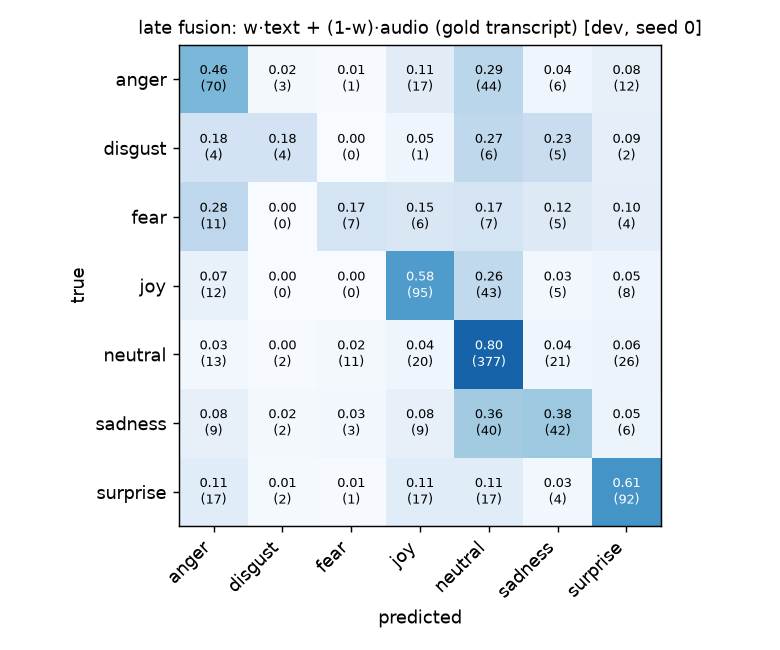 late fusion: w·text + (1-w)·audio (gold transcript) [dev, seed 0]
anger 0.46 0.02 0.01 0.11 0.29 0.04 0.08
(70) (3) (1) (17) (44) (6) (12)
disgust 0.18 0.18 0.00 0.05 0.27 0.23 0.09
(4) (4) (0) (1) (6) (5) (2)
fear 0.28 0.00 0.17 0.15 0.17 0.12 0.10
(11) (0) (7) (6) (7) (5) (4)
joy 0.07 0.00 0.00 0.58 0.26 0.03 0.05
(12) (0) (0) (95) (43) (5) (8)
neutral 0.03 0.00 0.02 0.04 0.80 0.04 0.06
(13) (2) (11) (20) (377) (21) (26)
sadness 0.08 0.02 0.03 0.08 0.36 0.38 0.05
(9) (2) (3) (9) (40) (42) (6)
surprise 0.11 0.01 0.01 0.11 0.11 0.03 0.61
(17) (2) (1) (17) (17) (4) (92)
true
anger disgust fear joy neutral sadness surprise
predicted